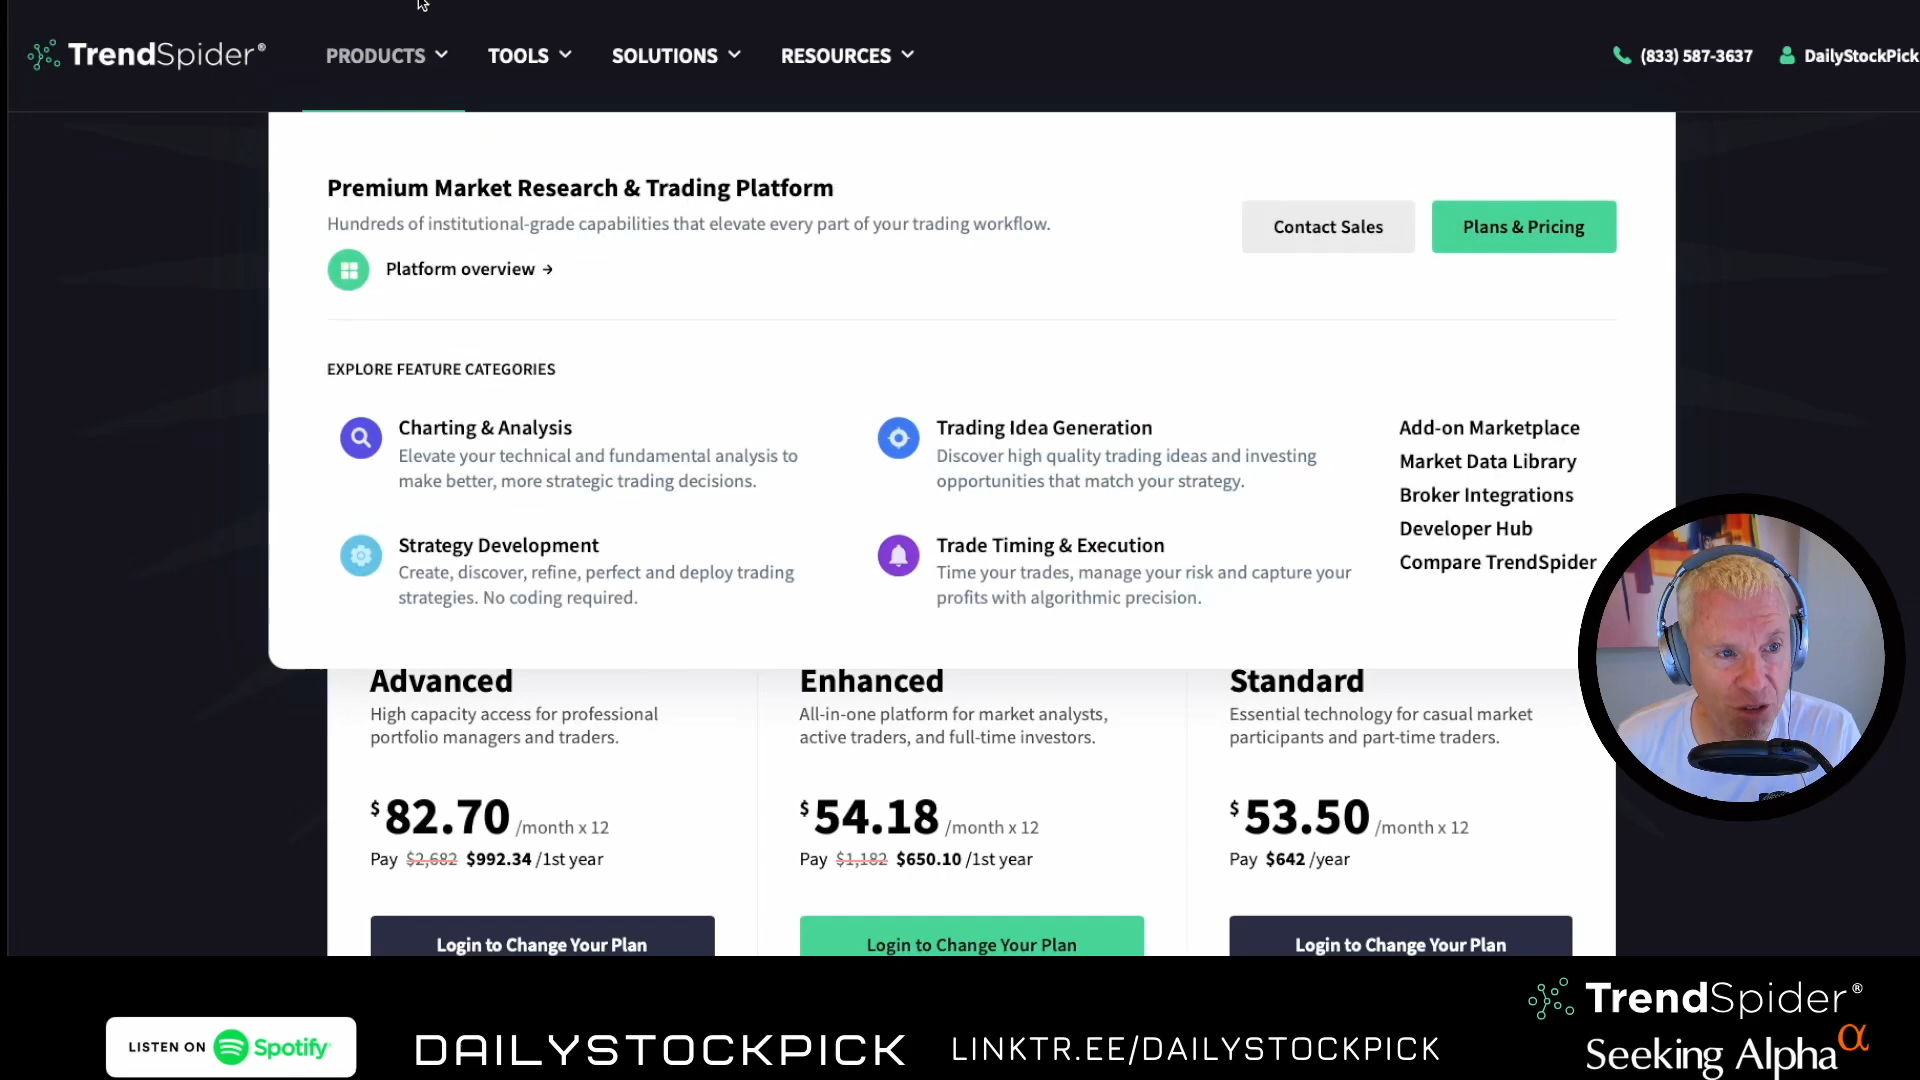 TrendSpider®
PRODUCTS
TOOLS
SOLUTIONS
RESOURCES
(833) 587-3637
DailyStockPick
Premium Market Research & Trading Platform
Hundreds of institutional-grade capabilities that elevate every part of your trading workflow.
Platform overview →
Contact Sales
Plans & Pricing
EXPLORE FEATURE CATEGORIES
Charting & Analysis
Elevate your technical and fundamental analysis to
make better, more strategic trading decisions.
Trading Idea Generation
Discover high quality trading ideas and investing
opportunities that match your strategy.
Strategy Development
Create, discover, refine, perfect and deploy trading
strategies. No coding required.
Trade Timing & Execution
Time your trades, manage your risk and capture your
profits with algorithmic precision.
Add-on Marketplace
Market Data Library
Broker Integrations
Developer Hub
Compare TrendSpider
Advanced
High capacity access for professional
portfolio managers and traders.
$82.70 /month x 12
Pay $2,682 $992.34 /1st year
Login to Change Your Plan
Enhanced
All-in-one platform for market analysts,
active traders, and full-time investors.
$54.18 /month x 12
Pay $1,182 $650.10 /1st year
Login to Change Your Plan
Standard
Essential technology for casual market
participants and part-time traders.
$53.50 /month x 12
Pay $642 /year
Login to Change Your Plan
LISTEN ON Spotify
DAILYSTOCKPICK
LINKTR.EE/DAILYSTOCKPICK
TrendSpider®
Seeking Alpha α